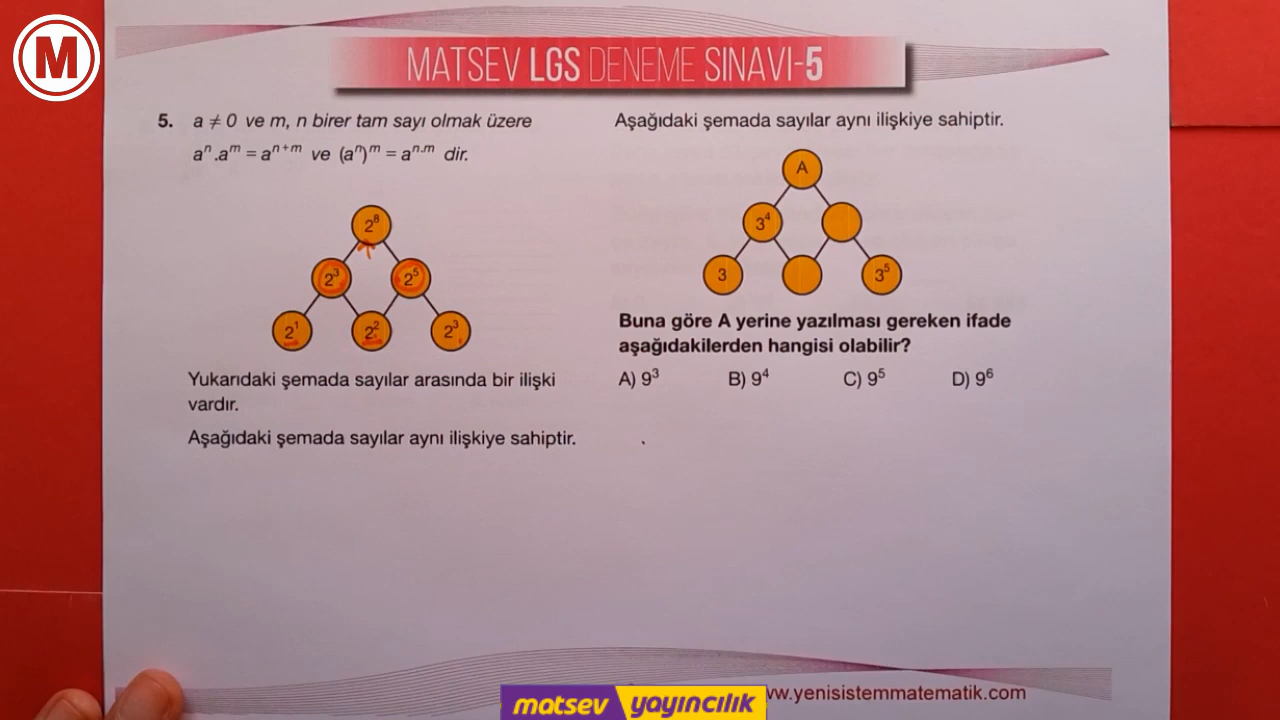 M
MATSEV LGS DENEME SINAVI-5
5. a ≠ 0 ve m, n birer tam sayı olmak üzere
aⁿ.aᵐ = aⁿ⁺ᵐ ve (aⁿ)ᵐ = aⁿ·ᵐ dir.
2⁸
2³ 2⁵
2¹ 2² 2³
Yukarıdaki şemada sayılar arasında bir ilişki
vardır.
Aşağıdaki şemada sayılar aynı ilişkiye sahiptir.
Aşağıdaki şemada sayılar aynı ilişkiye sahiptir.
A
3⁴
3 3⁵
Buna göre A yerine yazılması gereken ifade
aşağıdakilerden hangisi olabilir?
A) 9³ B) 9⁴ C) 9⁵ D) 9⁶
matsev yayıncılık
ww.yenisistemmatematik.com